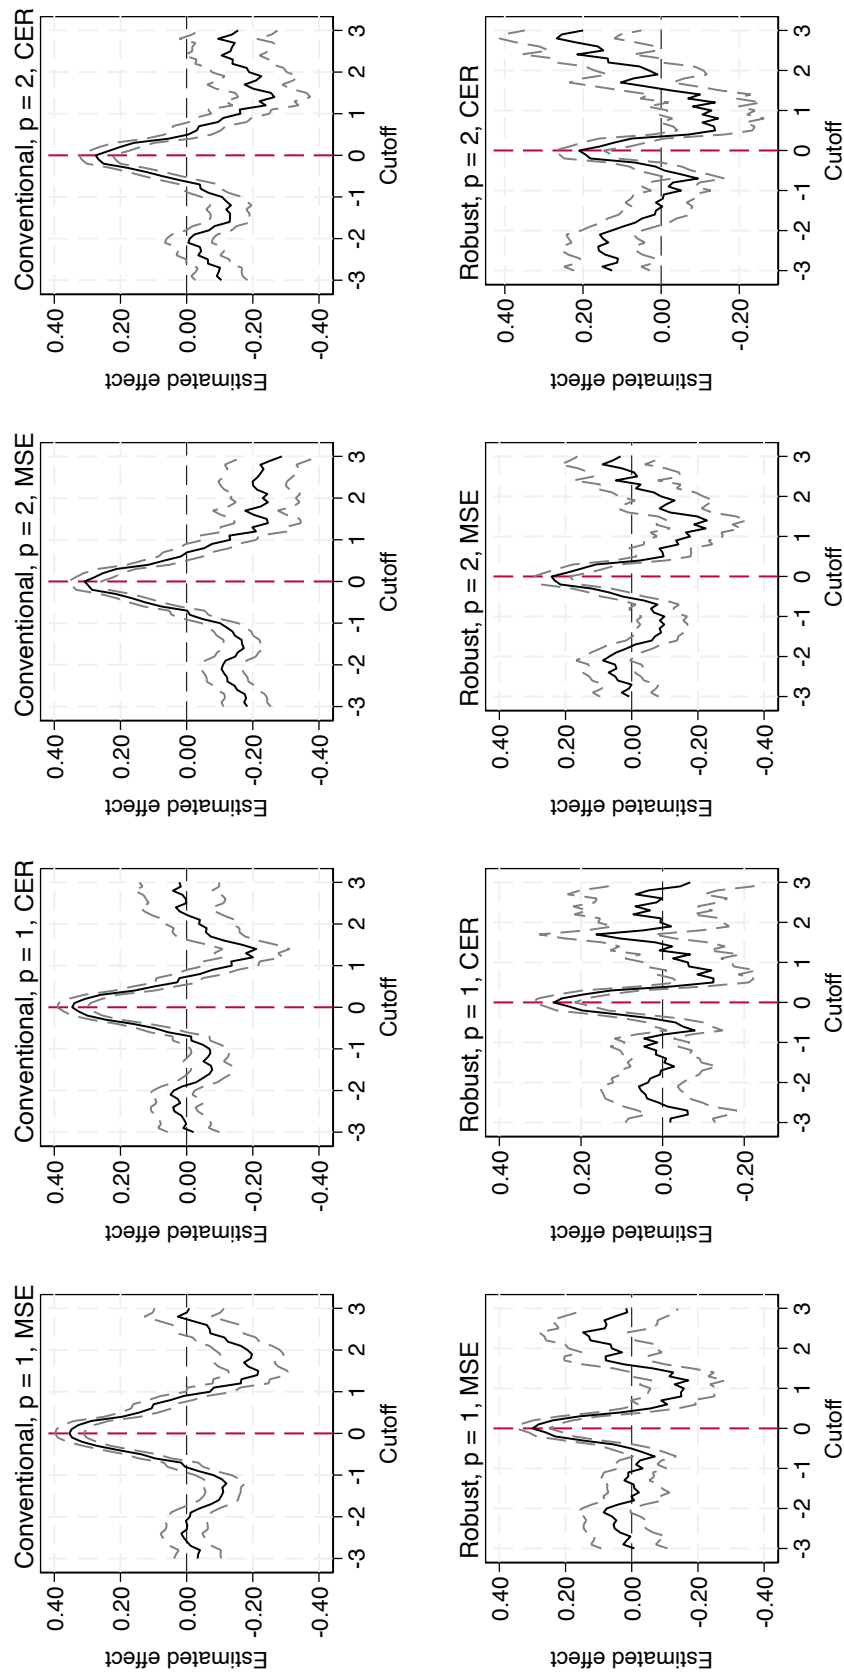 Conventional, p = 1, MSE
Estimated effect
0.40
0.20
0.00
-0.20
-0.40
-3 -2 -1 0 1 2 3
Cutoff
Conventional, p = 1, CER
Estimated effect
0.40
0.20
0.00
-0.20
-0.40
-3 -2 -1 0 1 2 3
Cutoff
Conventional, p = 2, MSE
Estimated effect
0.40
0.20
0.00
-0.20
-0.40
-3 -2 -1 0 1 2 3
Cutoff
Conventional, p = 2, CER
Estimated effect
0.40
0.20
0.00
-0.20
-0.40
-3 -2 -1 0 1 2 3
Cutoff
Robust, p = 1, MSE
Estimated effect
0.40
0.20
0.00
-0.20
-0.40
-3 -2 -1 0 1 2 3
Cutoff
Robust, p = 1, CER
Estimated effect
0.40
0.20
0.00
-0.20
-3 -2 -1 0 1 2 3
Cutoff
Robust, p = 2, MSE
Estimated effect
0.40
0.20
0.00
-0.20
-0.40
-3 -2 -1 0 1 2 3
Cutoff
Robust, p = 2, CER
Estimated effect
0.40
0.20
0.00
-0.20
-3 -2 -1 0 1 2 3
Cutoff